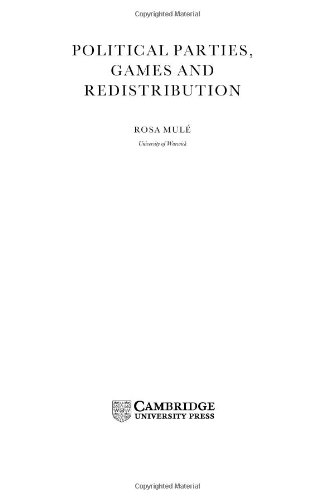 Copyrighted Material
POLITICAL PARTIES,
GAMES AND
REDISTRIBUTION
ROSA MULÉ
University of Warwick
CAMBRIDGE
UNIVERSITY PRESS
Copyrighted Material